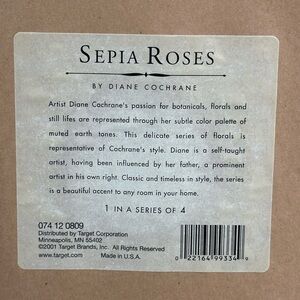 SEPIA ROSES
BY DIANE COCHRANE
Artist Diane Cochrane's passion for botanicals, florals and
still lifes are represented through her subtle color palette of
muted earth tones. This delicate series of florals is
representative of Cochrane's style. Diane is a self-taught
artist, having been influenced by her father, a prominent
artist in his own right. Classic and timeless in style, the series
is a beautiful accent to any room in your home.
1 IN A SERIES OF 4
074 12 0809
Distributed by Target Corporation
Minneapolis, MN 55402
©2001 Target Brands, Inc. All Rights Reserved
www.target.com Made in U.S.A.
0 22164 99334 9